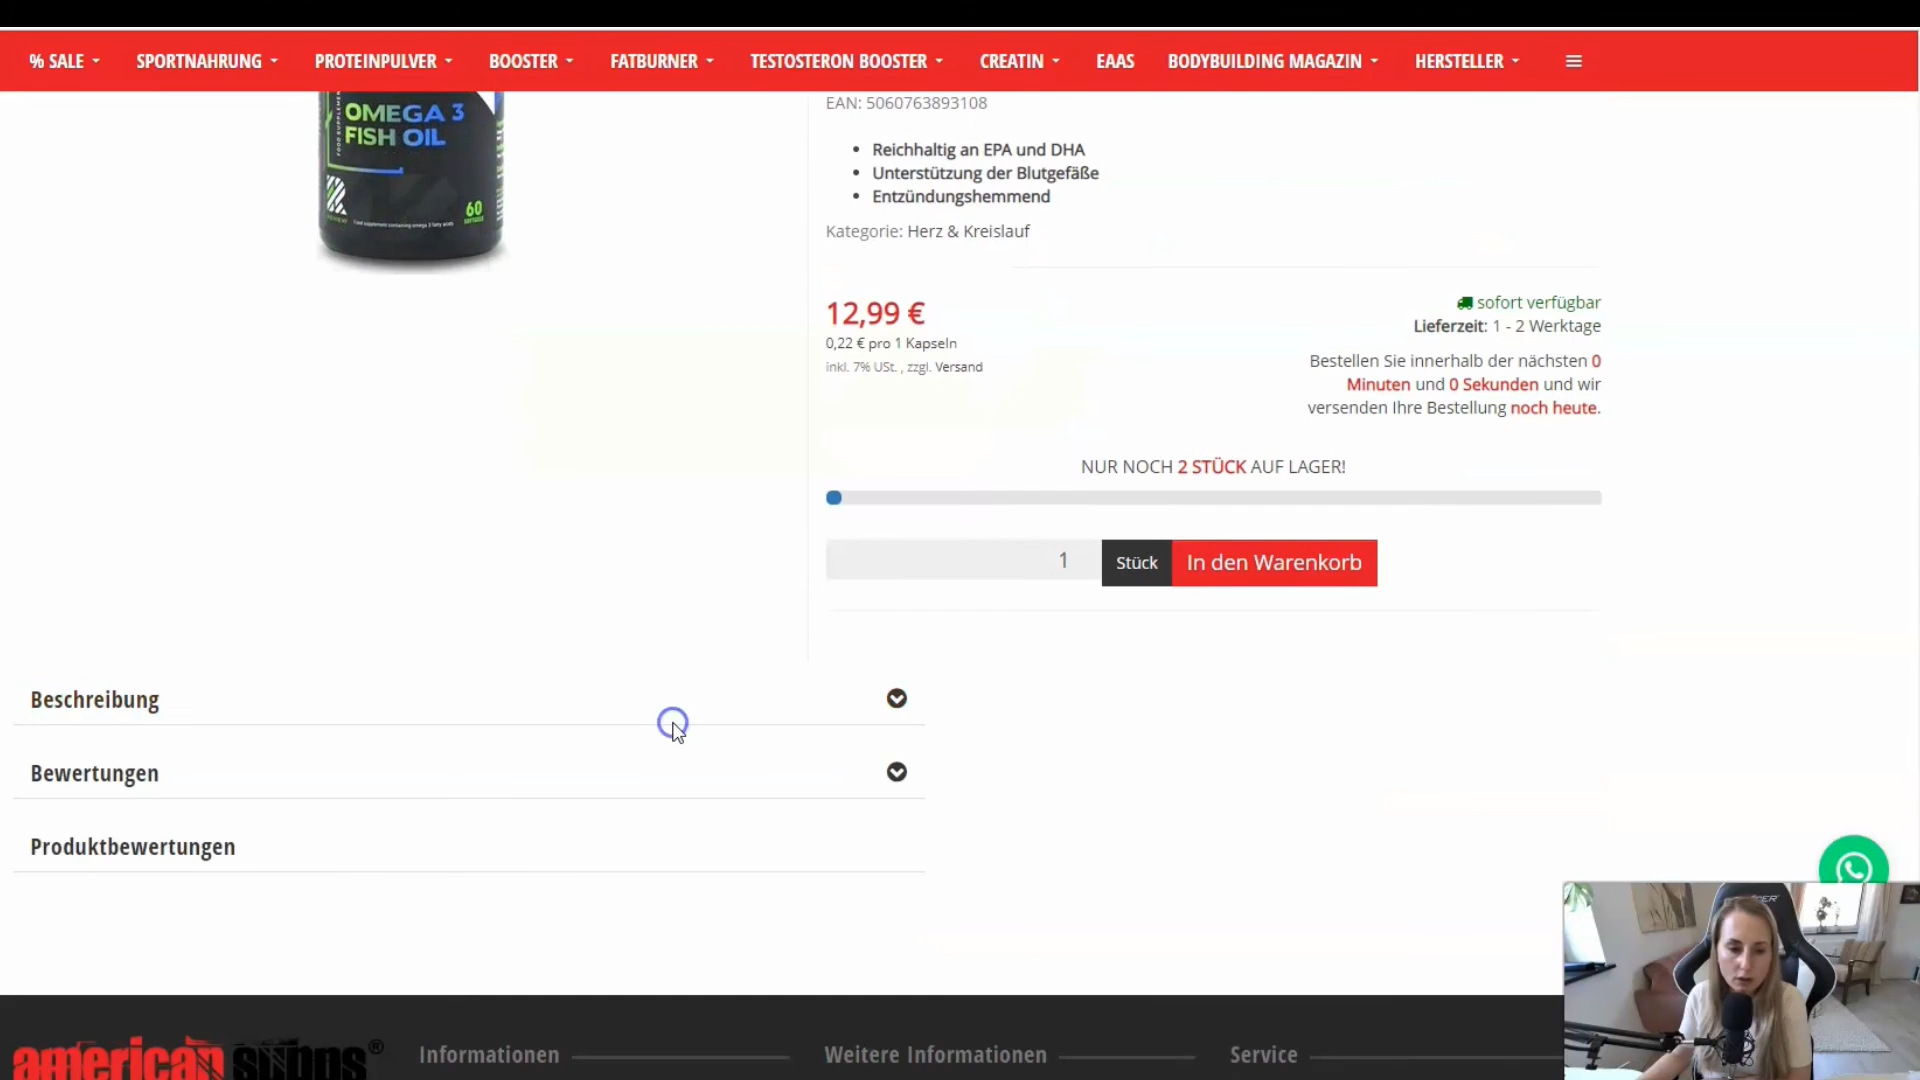 % SALE
SPORTNAHRUNG
PROTEINPULVER
BOOSTER
FATBURNER
TESTOSTERON BOOSTER
CREATIN
EAAS
BODYBUILDING MAGAZIN
HERSTELLER
OMEGA 3
FISH OIL
60
EAN: 5060763893108
• Reichhaltig an EPA und DHA
• Unterstützung der Blutgefäße
• Entzündungshemmend
Kategorie: Herz & Kreislauf
12,99 €
0,22 € pro 1 Kapseln
inkl. 7% USt. , zzgl. Versand
sofort verfügbar
Lieferzeit: 1 - 2 Werktage
Bestellen Sie innerhalb der nächsten 0
Minuten und 0 Sekunden und wir
versenden Ihre Bestellung noch heute.
NUR NOCH 2 STÜCK AUF LAGER!
1
Stück
In den Warenkorb
Beschreibung
Bewertungen
Produktbewertungen
american supps®
Informationen
Weitere Informationen
Service